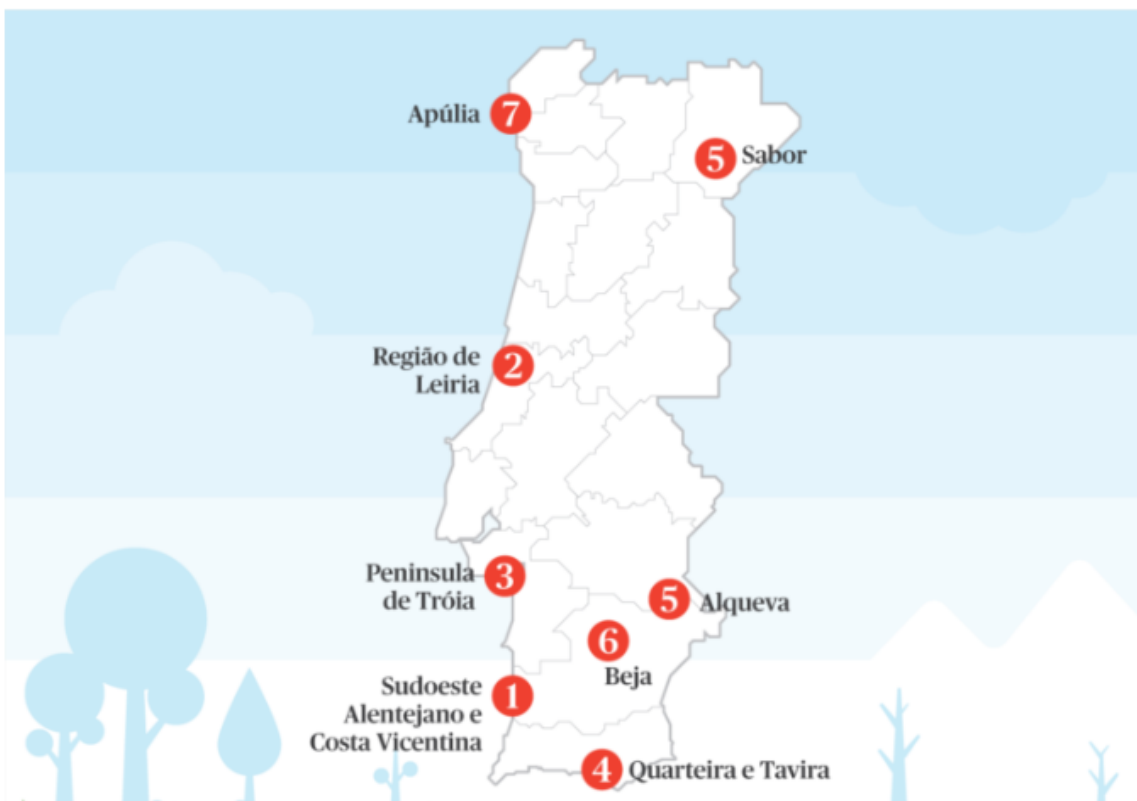 Apúlia 7
5 Sabor
Região de
Leiria
2
Peninsula
de Tróia
3
5 Alqueva
6
Beja
Sudoeste
Alentejano e
Costa Vicentina
1
4 Quarteira e Tavira